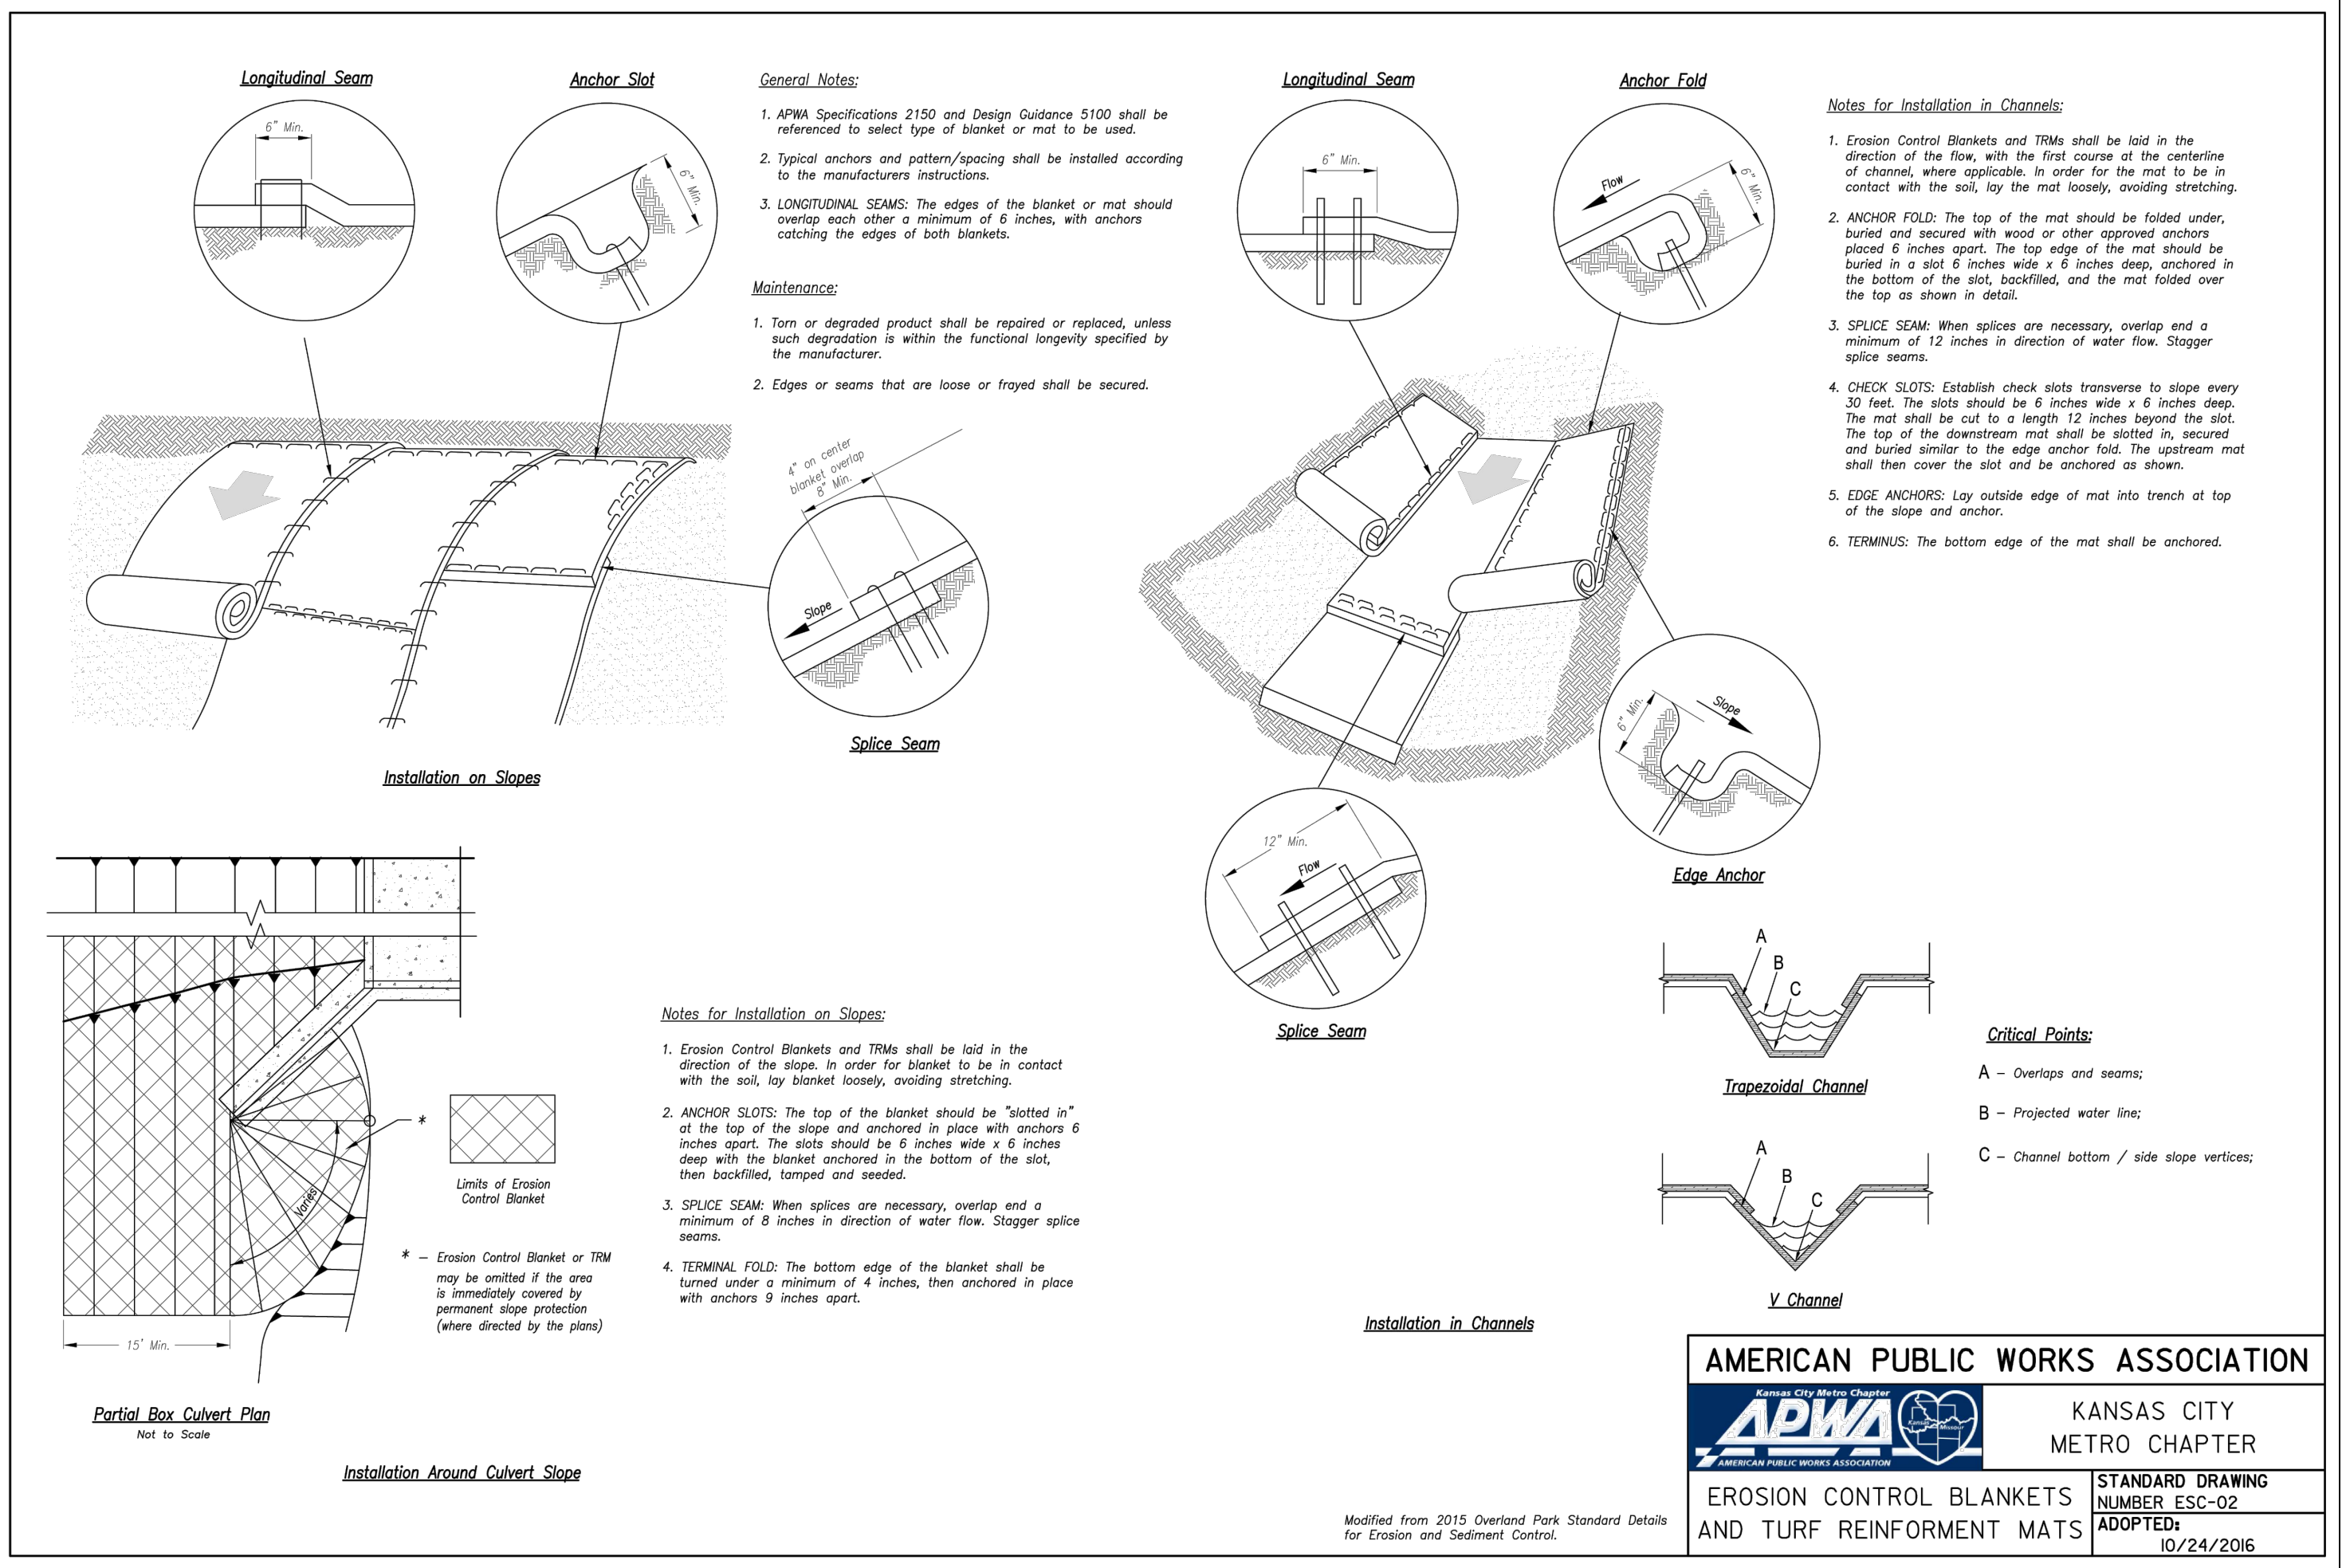 Longitudinal Seam
6" Min.
Anchor Slot
6" Min.
General Notes:
1. APWA Specifications 2150 and Design Guidance 5100 shall be
referenced to select type of blanket or mat to be used.
2. Typical anchors and pattern/spacing shall be installed according
to the manufacturers instructions.
3. LONGITUDINAL SEAMS: The edges of the blanket or mat should
overlap each other a minimum of 6 inches, with anchors
catching the edges of both blankets.
Maintenance:
1. Torn or degraded product shall be repaired or replaced, unless
such degradation is within the functional longevity specified by
the manufacturer.
2. Edges or seams that are loose or frayed shall be secured.
4" on center
blanket overlap
8" Min.
Slope
Splice Seam
Installation on Slopes
Longitudinal Seam
6" Min.
Anchor Fold
Flow
6" Min.
Notes for Installation in Channels:
1. Erosion Control Blankets and TRMs shall be laid in the
direction of the flow, with the first course at the centerline
of channel, where applicable. In order for the mat to be in
contact with the soil, lay the mat loosely, avoiding stretching.
2. ANCHOR FOLD: The top of the mat should be folded under,
buried and secured with wood or other approved anchors
placed 6 inches apart. The top edge of the mat should be
buried in a slot 6 inches wide x 6 inches deep, anchored in
the bottom of the slot, backfilled, and the mat folded over
the top as shown in detail.
3. SPLICE SEAM: When splices are necessary, overlap end a
minimum of 12 inches in direction of water flow. Stagger
splice seams.
4. CHECK SLOTS: Establish check slots transverse to slope every
30 feet. The slots should be 6 inches wide x 6 inches deep.
The mat shall be cut to a length 12 inches beyond the slot.
The top of the downstream mat shall be slotted in, secured
and buried similar to the edge anchor fold. The upstream mat
shall then cover the slot and be anchored as shown.
5. EDGE ANCHORS: Lay outside edge of mat into trench at top
of the slope and anchor.
6. TERMINUS: The bottom edge of the mat shall be anchored.
6" Min.
Slope
Edge Anchor
12" Min.
Flow
Splice Seam
A
B
C
Trapezoidal Channel
A
B
C
V Channel
Critical Points:
A – Overlaps and seams;
B – Projected water line;
C – Channel bottom / side slope vertices;
Installation in Channels
Varies
15' Min.
*
Limits of Erosion
Control Blanket
* – Erosion Control Blanket or TRM
may be omitted if the area
is immediately covered by
permanent slope protection
(where directed by the plans)
Partial Box Culvert Plan
Not to Scale
Installation Around Culvert Slope
Notes for Installation on Slopes:
1. Erosion Control Blankets and TRMs shall be laid in the
direction of the slope. In order for blanket to be in contact
with the soil, lay blanket loosely, avoiding stretching.
2. ANCHOR SLOTS: The top of the blanket should be "slotted in"
at the top of the slope and anchored in place with anchors 6
inches apart. The slots should be 6 inches wide x 6 inches
deep with the blanket anchored in the bottom of the slot,
then backfilled, tamped and seeded.
3. SPLICE SEAM: When splices are necessary, overlap end a
minimum of 8 inches in direction of water flow. Stagger splice
seams.
4. TERMINAL FOLD: The bottom edge of the blanket shall be
turned under a minimum of 4 inches, then anchored in place
with anchors 9 inches apart.
Modified from 2015 Overland Park Standard Details
for Erosion and Sediment Control.
AMERICAN PUBLIC WORKS ASSOCIATION
Kansas City Metro Chapter
APWA
Kansas
Missouri
AMERICAN PUBLIC WORKS ASSOCIATION
KANSAS CITY
METRO CHAPTER
EROSION CONTROL BLANKETS
AND TURF REINFORMENT MATS
STANDARD DRAWING
NUMBER ESC-02
ADOPTED:
10/24/2016